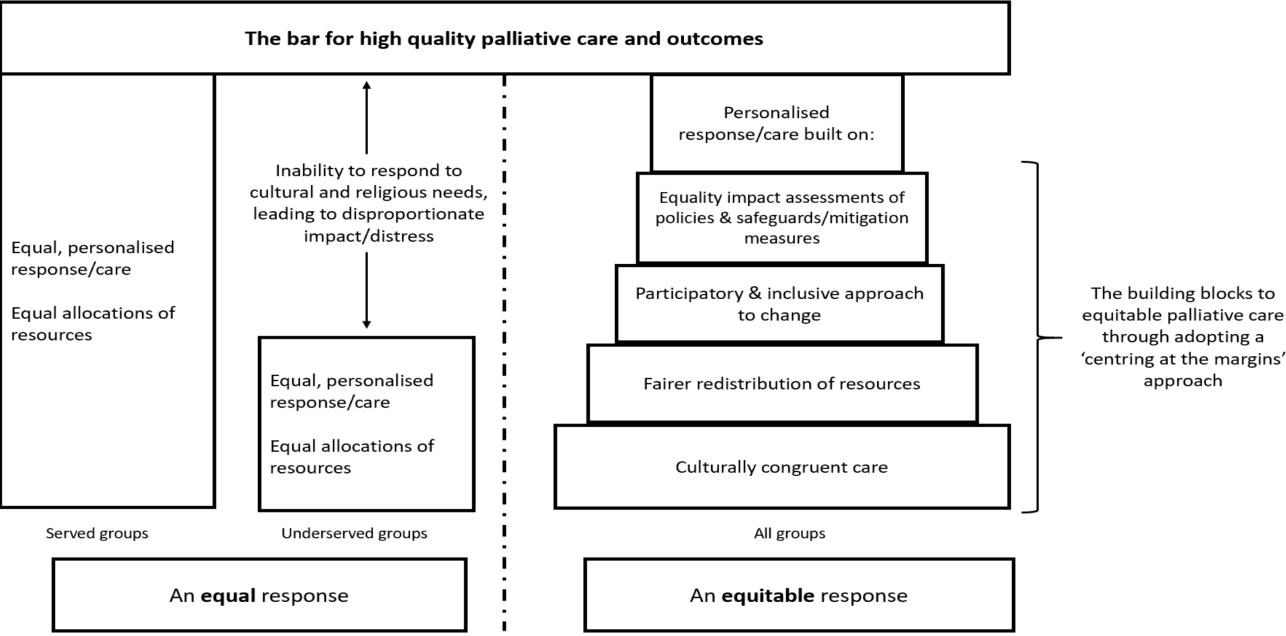 The bar for high quality palliative care and outcomes
Equal, personalised
response/care
Equal allocations of
resources
Inability to respond to
cultural and religious needs,
leading to disproportionate
impact/distress
Equal, personalised
response/care
Equal allocations of
resources
Served groups
Underserved groups
An equal response
Personalised
response/care built on:
Equality impact assessments of
policies & safeguards/mitigation
measures
Participatory & inclusive approach
to change
Fairer redistribution of resources
Culturally congruent care
All groups
An equitable response
The building blocks to
equitable palliative care
through adopting a
‘centring at the margins’
approach